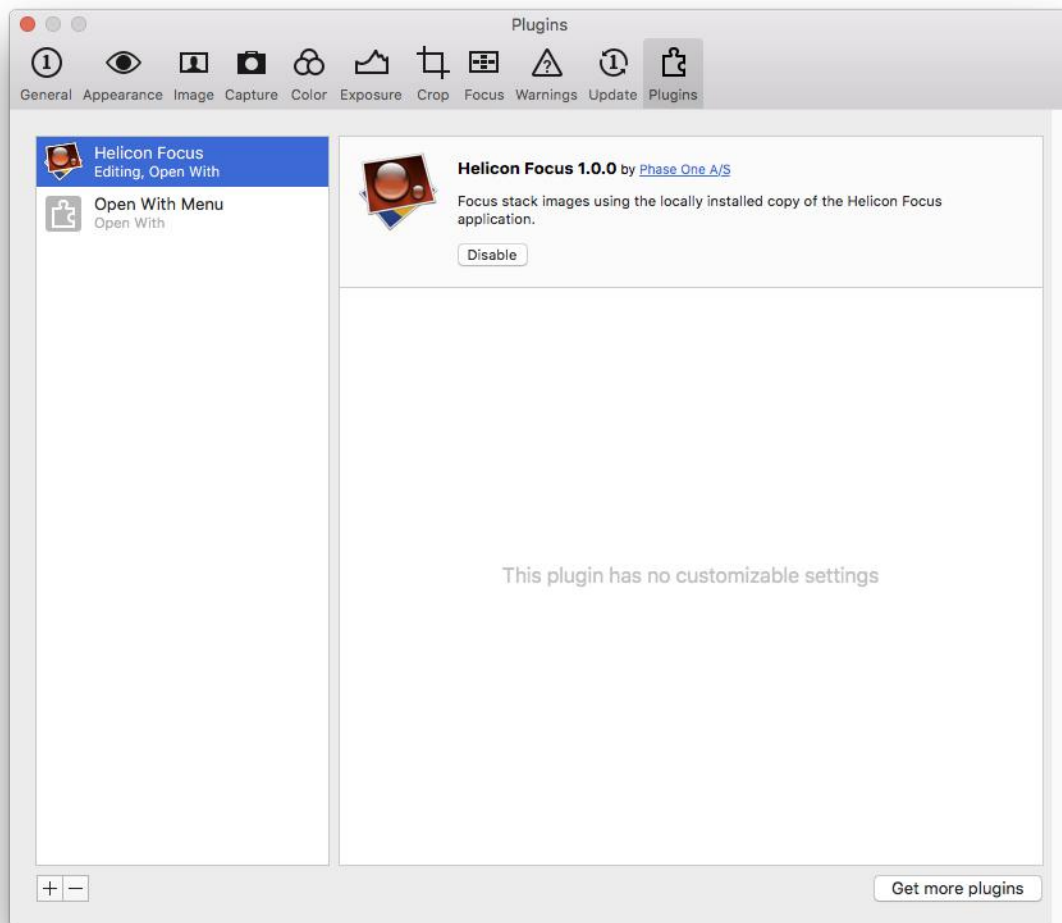 Plugins
General Appearance Image Capture Color Exposure Crop Focus Warnings Update Plugins
Helicon Focus
Editing, Open With
Open With Menu
Open With
Helicon Focus 1.0.0 by Phase One A/S
Focus stack images using the locally installed copy of the Helicon Focus
application.
Disable
This plugin has no customizable settings
Get more plugins